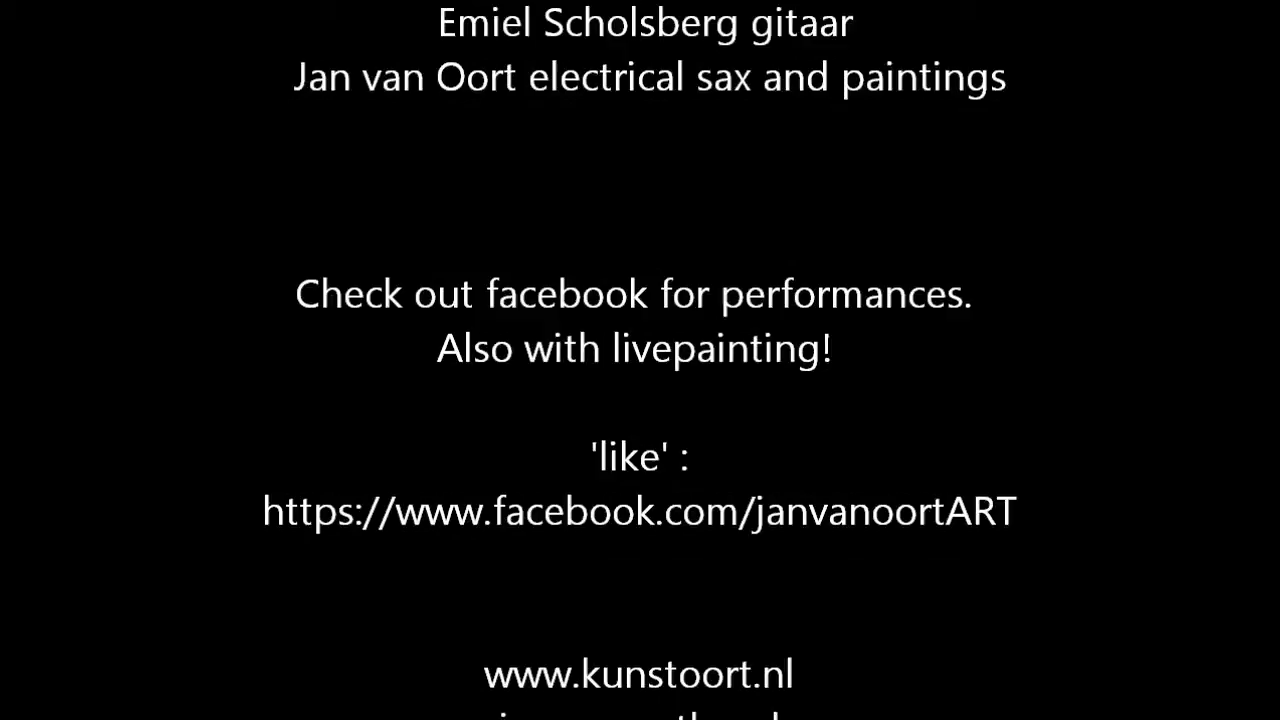 Emiel Scholsberg gitaar
Jan van Oort electrical sax and paintings
Check out facebook for performances.
Also with livepainting!
'like' :
https://www.facebook.com/janvanoortART
www.kunstoort.nl